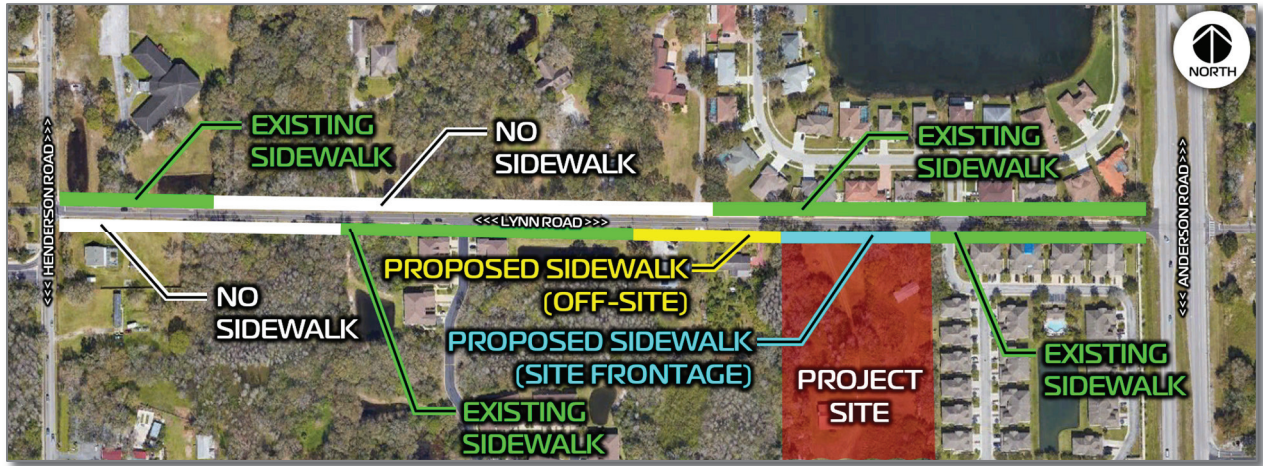 NORTH
<<< HENDERSON ROAD >>>
EXISTING
SIDEWALK
NO
SIDEWALK
EXISTING
SIDEWALK
<<< ANDERSON ROAD >>>
<<< LYNN ROAD >>>
PROPOSED SIDEWALK
(OFF-SITE)
NO
SIDEWALK
PROPOSED SIDEWALK
(SITE FRONTAGE)
EXISTING
SIDEWALK
PROJECT
SITE
EXISTING
SIDEWALK